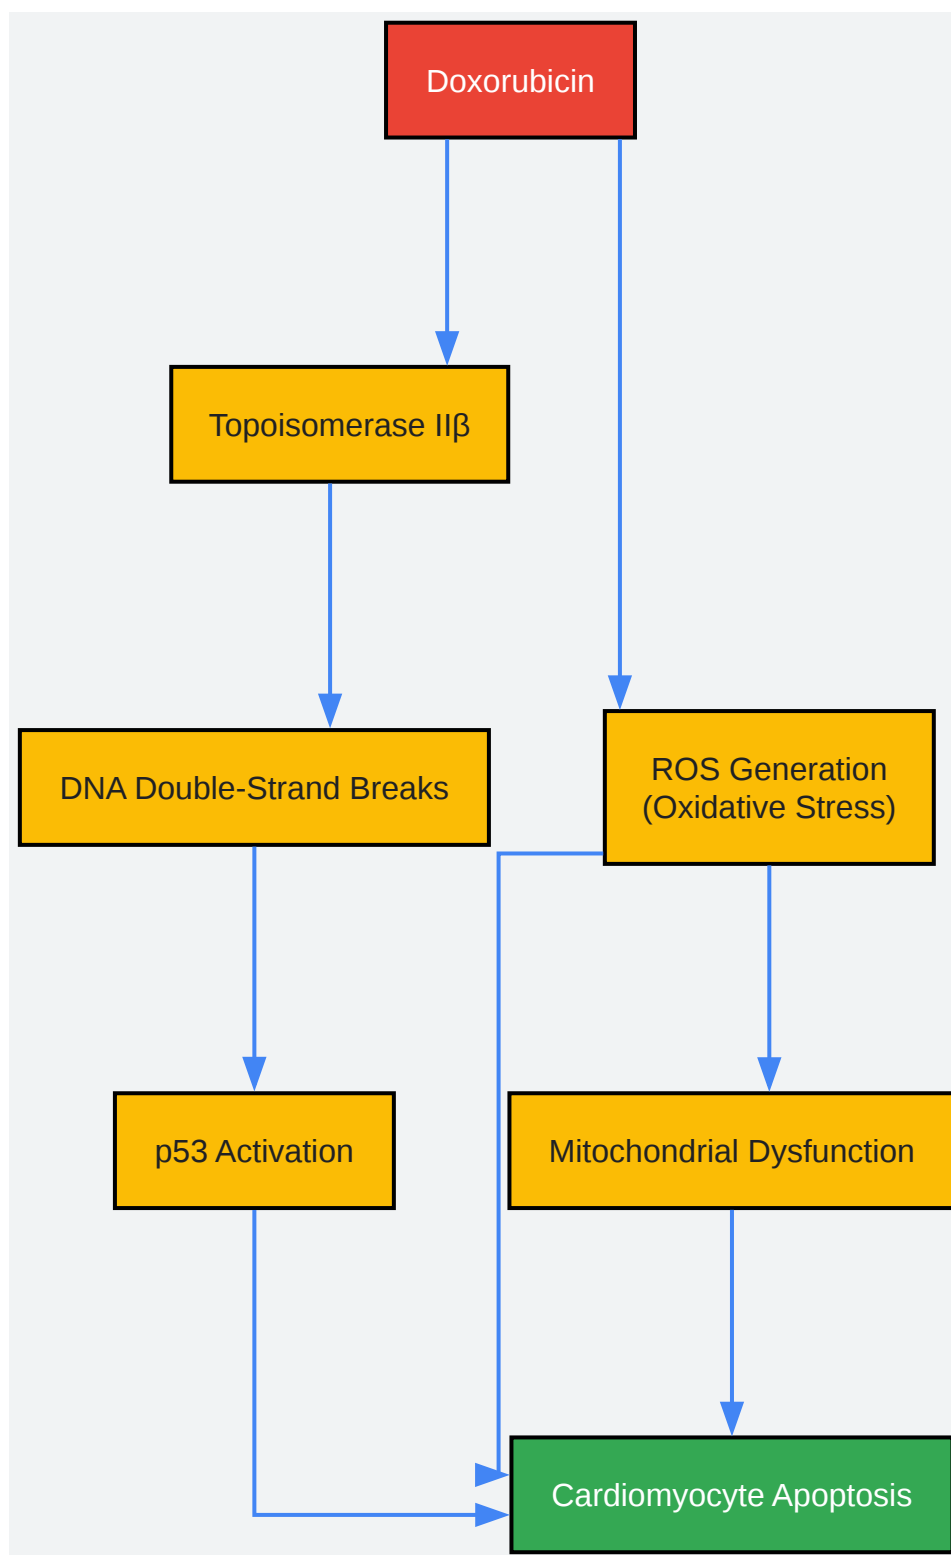 Doxorubicin
Topoisomerase IIβ
DNA Double-Strand Breaks
ROS Generation
(Oxidative Stress)
p53 Activation
Mitochondrial Dysfunction
Cardiomyocyte Apoptosis